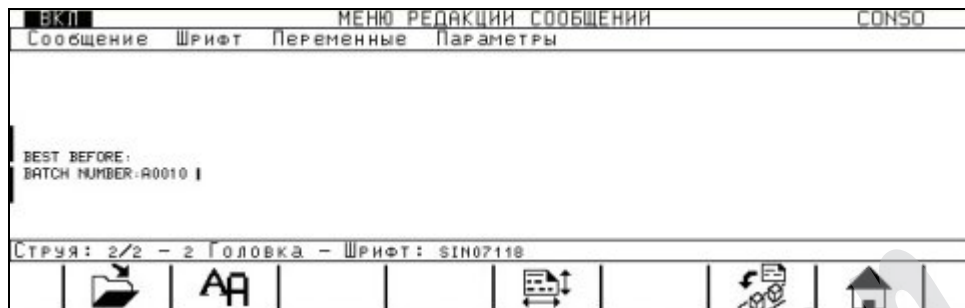 ВКЛ МЕНЮ РЕДАКЦИИ СООБЩЕНИЙ CONSO
Сообщение Шрифт Переменные Параметры
BEST BEFORE:
BATCH NUMBER:A0010
Струя: 2/2 - 2 Головка - Шрифт: SIN07118
AA